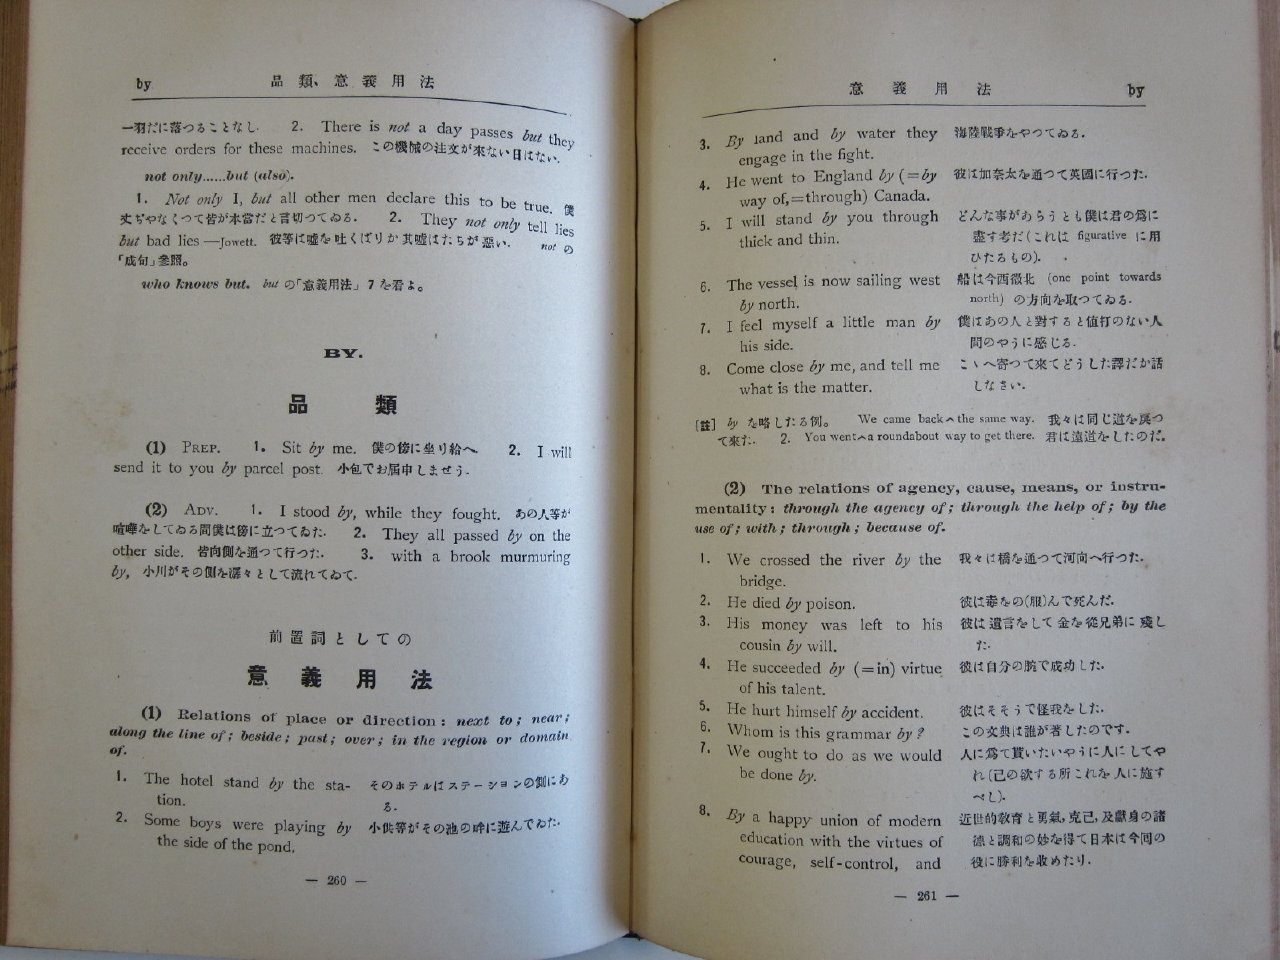 by 品類、意義用法
一羽だに落つることなし. 2. There is not a day passes but they
receive orders for these machines. この機械の注文が來ない日はない.
not only......but (also).
1. Not only I, but all other men declare this to be true. 僕
丈ぢやなくつて皆が本當だと言切つてゐる. 2. They not only tell lies
but bad lies—Jowett. 彼等は嘘を吐くばりか其嘘はたちが悪い. not の
「成句」參照。
who knows but. but の「意義用法」7 を看よ。
BY.
品類
(1) PREP. 1. Sit by me. 僕の傍に坐り給へ. 2. I will
send it to you by parcel post. 小包でお届申しませう.
(2) ADV. 1. I stood by, while they fought. あの人等が
喧嘩をしてゐる間僕は傍に立つてゐた. 2. They all passed by on the
other side. 皆向側を通つて行つた. 3. with a brook murmuring
by, 小川がその側を潺々として流れてゐて.
前置詞としての
意義用法
(1) Relations of place or direction: next to; near;
along the line of; beside; past; over; in the region or domain
of.
1. The hotel stand by the sta- そのホテルはステーションの側にあ
tion. る.
2. Some boys were playing by 小供等がその池の畔に遊んでゐた.
the side of the pond.
— 260 —
意義用法 by
3. By land and by water they 海陸戰爭をやつてゐる.
engage in the fight.
4. He went to England by (=by 彼は加奈太を通つて英國に行つた.
way of,=through) Canada.
5. I will stand by you through どんな事があらうとも僕は君の爲に
thick and thin. 盡す考だ(これは figurative に用
ひたるもの).
6. The vessel is now sailing west 船は今西微北 (one point towards
by north. north) の方向を取つてゐる.
7. I feel myself a little man by 僕はあの人と對すると値打のない人
his side. 間のやうに感じる.
8. Come close by me, and tell me こゝへ寄つて來てどうした譯だか話
what is the matter. しなさい.
[註] by を略したる例。 We came back^the same way. 我々は同じ道を戾つ
て來た. 2. You went^a roundabout way to get there. 君は遠道をしたのだ.
(2) The relations of agency, cause, means, or instru-
mentality: through the agency of; through the help of; by the
use of; with; through; because of.
1. We crossed the river by the 我々は橋を通つて河向へ行つた.
bridge.
2. He died by poison. 彼は毒をの(服)んで死んだ.
3. His money was left to his 彼は遺言をして金を從兄弟に殘し
cousin by will. た.
4. He succeeded by (=in) virtue 彼は自分の腕で成功した.
of his talent.
5. He hurt himself by accident. 彼はそそうで怪我をした.
6. Whom is this grammar by? この文典は誰が著したのです.
7. We ought to do as we would 人に爲て貰いたいやうに人にしてや
be done by. れ(己の欲する所これを人に施す
べし).
8. By a happy union of modern 近世的敎育と勇氣, 克己, 及獻身の諸
education with the virtues of 德と調和の妙を得て日本は今囘の
courage, self-control, and 役に勝利を收めたり.
— 261 —